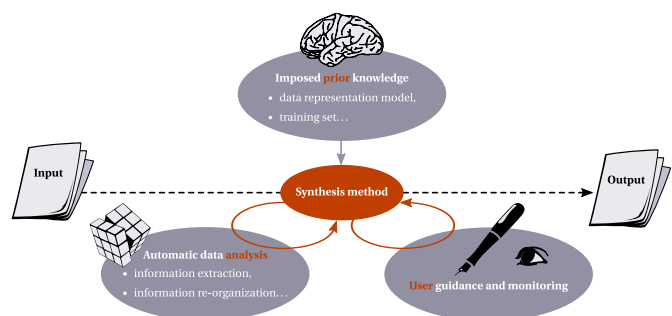 Imposed prior knowledge
• data representation model,
• training set…
Input
Synthesis method
Output
Automatic data analysis
• information extraction,
• information re-organization…
User guidance and monitoring